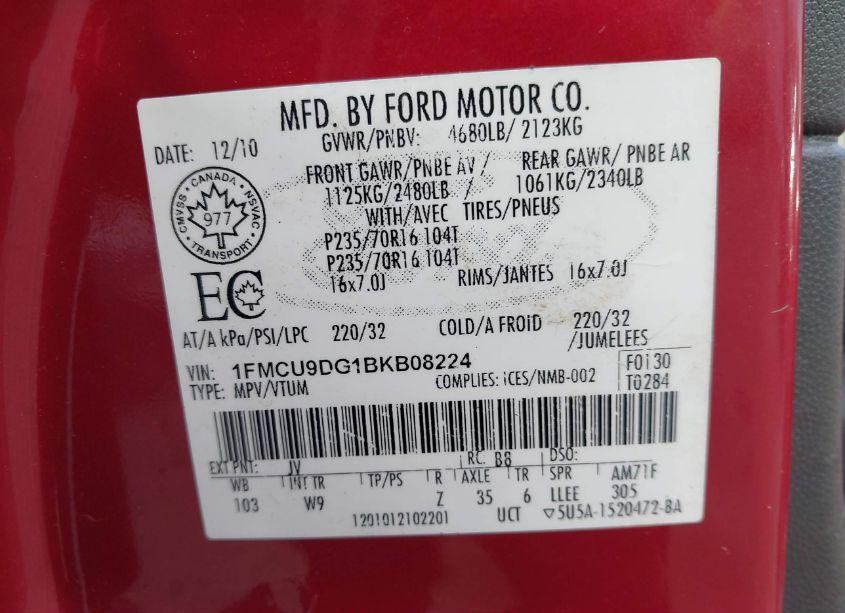 MFD. BY FORD MOTOR CO.
DATE: 12/10 GVWR/PNBV: 4680LB/ 2123KG
FRONT GAWR/PNBE AV / REAR GAWR/ PNBE AR
1125KG/2480LB / 1061KG/2340LB
WITH/AVEC TIRES/PNEUS
P235/70R16 104T
P235/70R16 104T
16x7.0J RIMS/JANTES 16x7.0J
CMVSS - CANADA - NSVAC
977
TRANSPORT
EC
AT/A kPa/PSI/LPC 220/32 COLD/A FROiD 220/32
/JUMELEES
VIN: 1FMCU9DG1BKB08224 F0130
TYPE: MPV/VTUM COMPLIES: iCES/NMB-002 T0284
EXT PNT: JV RC: B8 DSO:
WB INT TR TP/PS R AXLE TR SPR AM71F
103 W9 Z 35 6 LLEE 305
1201012102201 UCT ▽5U5A-1520472-BA